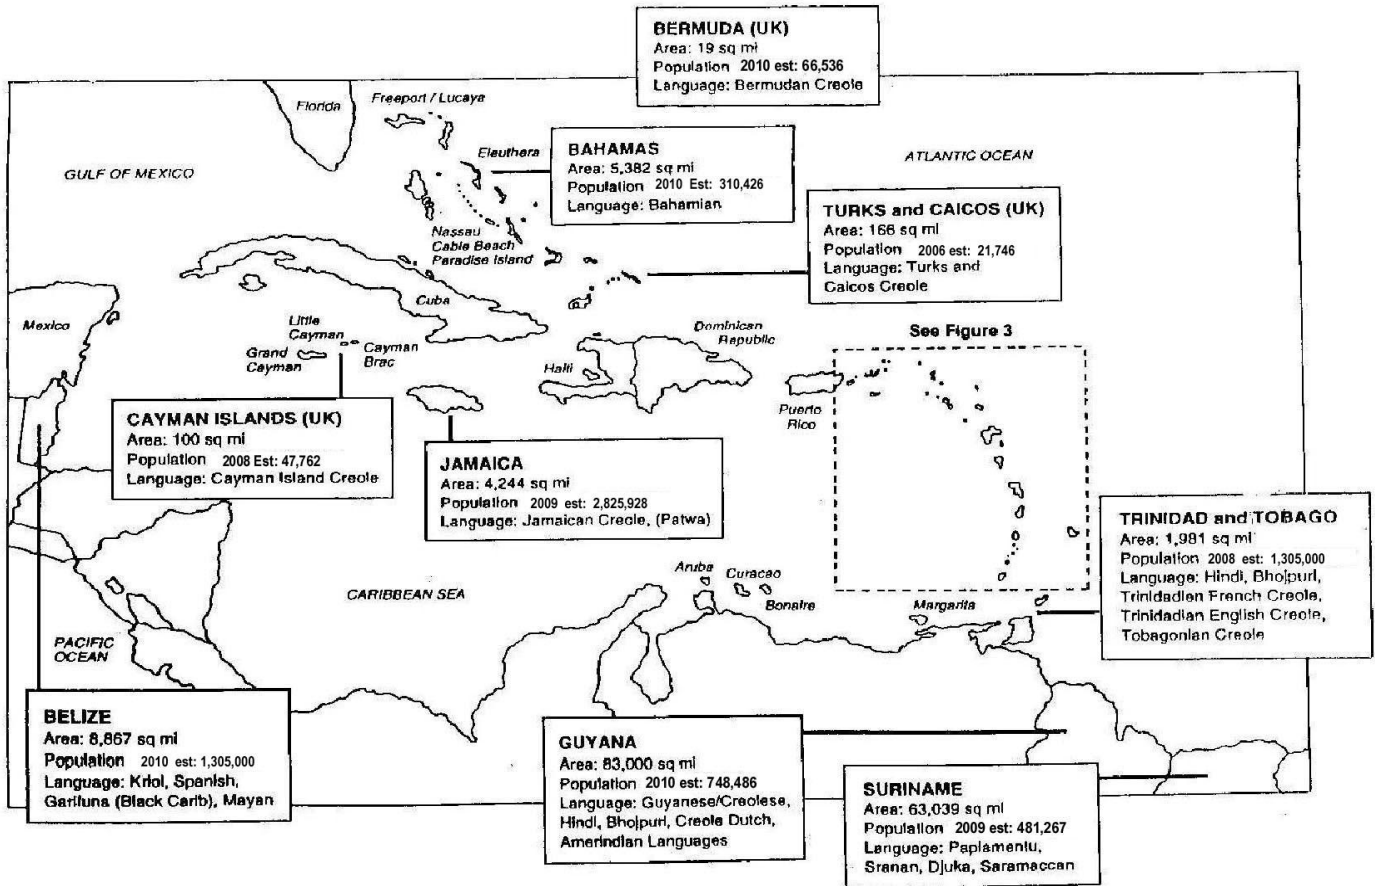 BERMUDA (UK)
Area: 19 sq mi
Population 2010 est: 66,536
Language: Bermudan Creole
Florida
Freeport / Lucaya
Eleuthera
BAHAMAS
Area: 5,382 sq mi
Population 2010 Est: 310,426
Language: Bahamian
ATLANTIC OCEAN
GULF OF MEXICO
Nassau
Cable Beach
Paradise Island
TURKS and CAICOS (UK)
Area: 166 sq mi
Population 2006 est: 21,746
Language: Turks and
Caicos Creole
Mexico
Cuba
Little
Cayman
Grand
Cayman
Cayman
Brac
Haiti
Dominican
Republic
See Figure 3
Puerto
Rico
CAYMAN ISLANDS (UK)
Area: 100 sq mi
Population 2008 Est: 47,762
Language: Cayman Island Creole
JAMAICA
Area: 4,244 sq mi
Population 2009 est: 2,825,928
Language: Jamaican Creole, (Patwa)
TRINIDAD and TOBAGO
Area: 1,981 sq mi
Population 2008 est: 1,305,000
Language: Hindi, Bhojpuri,
Trinidadian French Creole,
Trinidadian English Creole,
Tobagonian Creole
CARIBBEAN SEA
Aruba
Curacao
Bonaire
Margarita
PACIFIC
OCEAN
BELIZE
Area: 8,867 sq mi
Population 2010 est: 1,305,000
Language: Kriol, Spanish,
Garifuna (Black Carib), Mayan
GUYANA
Area: 83,000 sq mi
Population 2010 est: 748,486
Language: Guyanese/Creolese,
Hindi, Bhojpuri, Creole Dutch,
Amerindian Languages
SURINAME
Area: 63,039 sq mi
Population 2009 est: 481,267
Language: Papiamentu,
Sranan, Djuka, Saramaccan